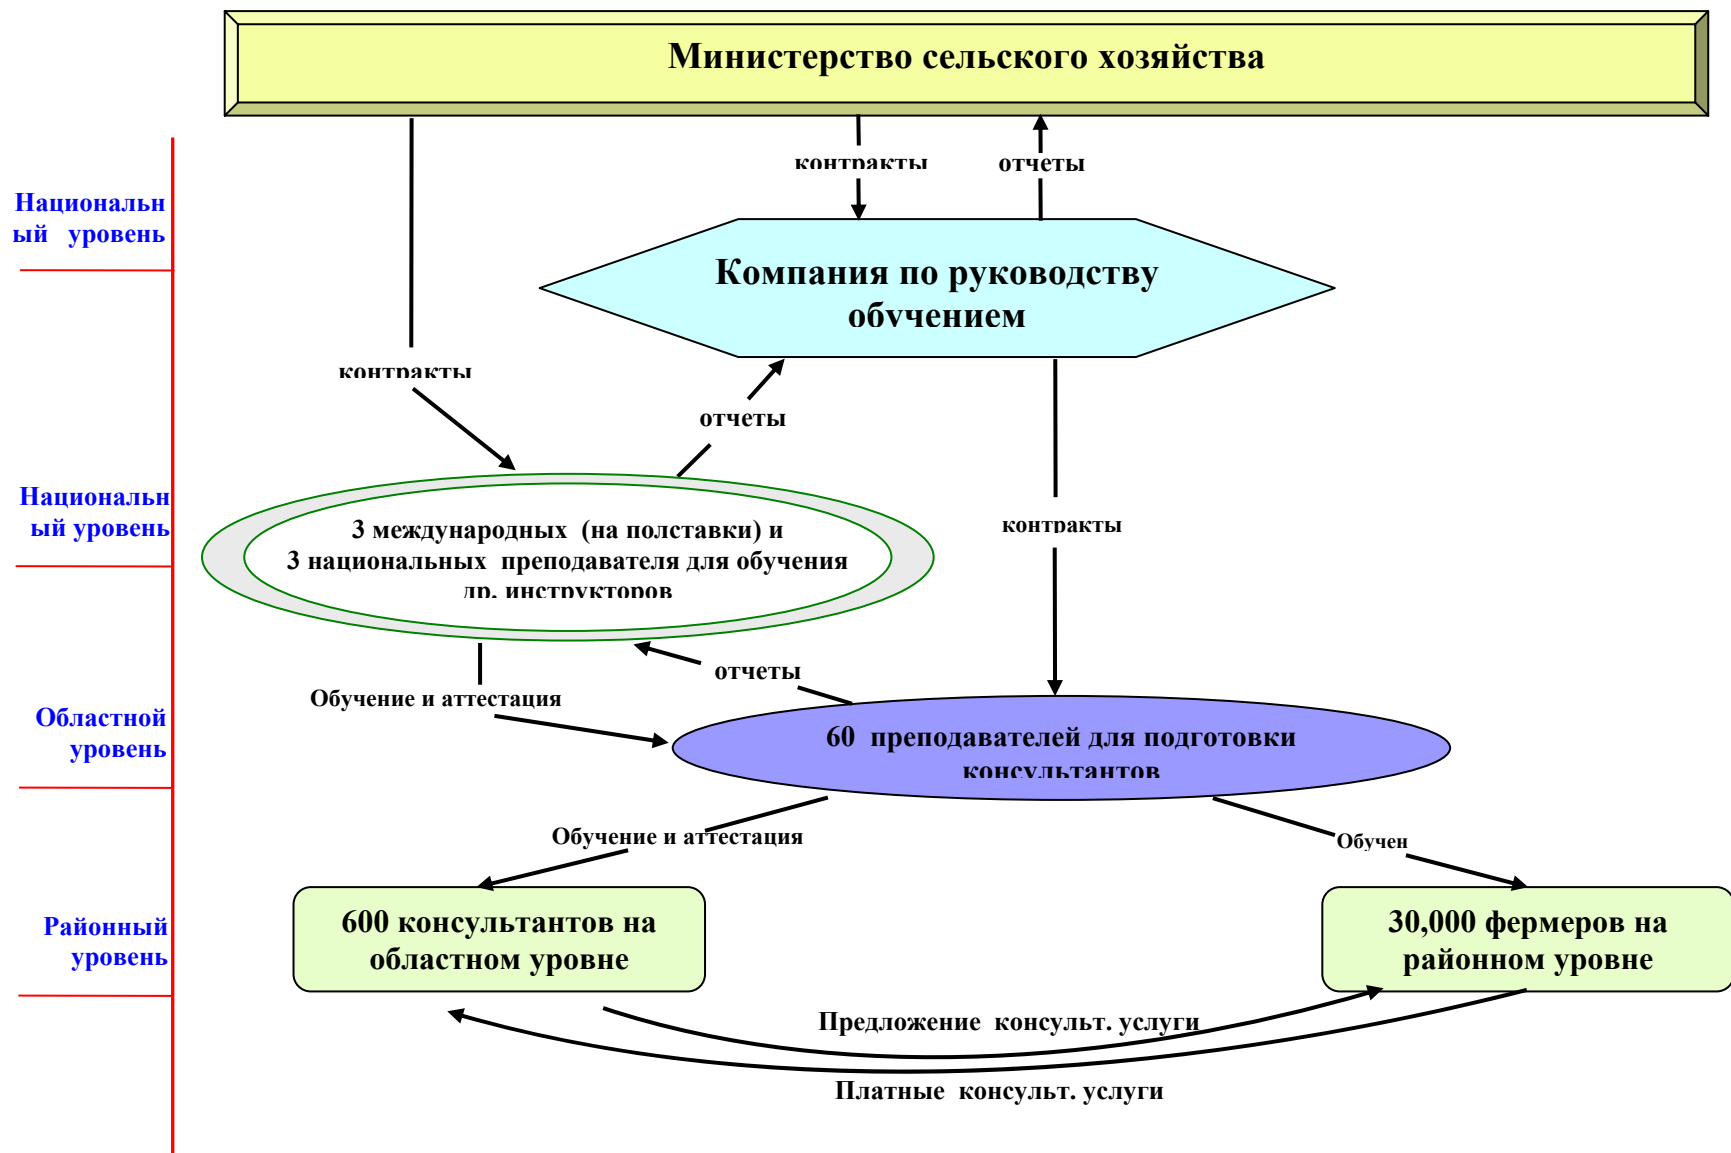 Министерство сельского хозяйства
контракты
отчеты
Национальн
ый уровень
Компания по руководству
обучением
контракты
отчеты
Национальн
ый уровень
3 международных (на полставки) и
3 национальных преподавателя для обучения
др. инструкторов
контракты
отчеты
Обучение и аттестация
Областной
уровень
60 преподавателей для подготовки
консультантов
Обучение и аттестация
Обучен
Районный
уровень
600 консультантов на
областном уровне
30,000 фермеров на
районном уровне
Предложение консульт. услуги
Платные консульт. услуги